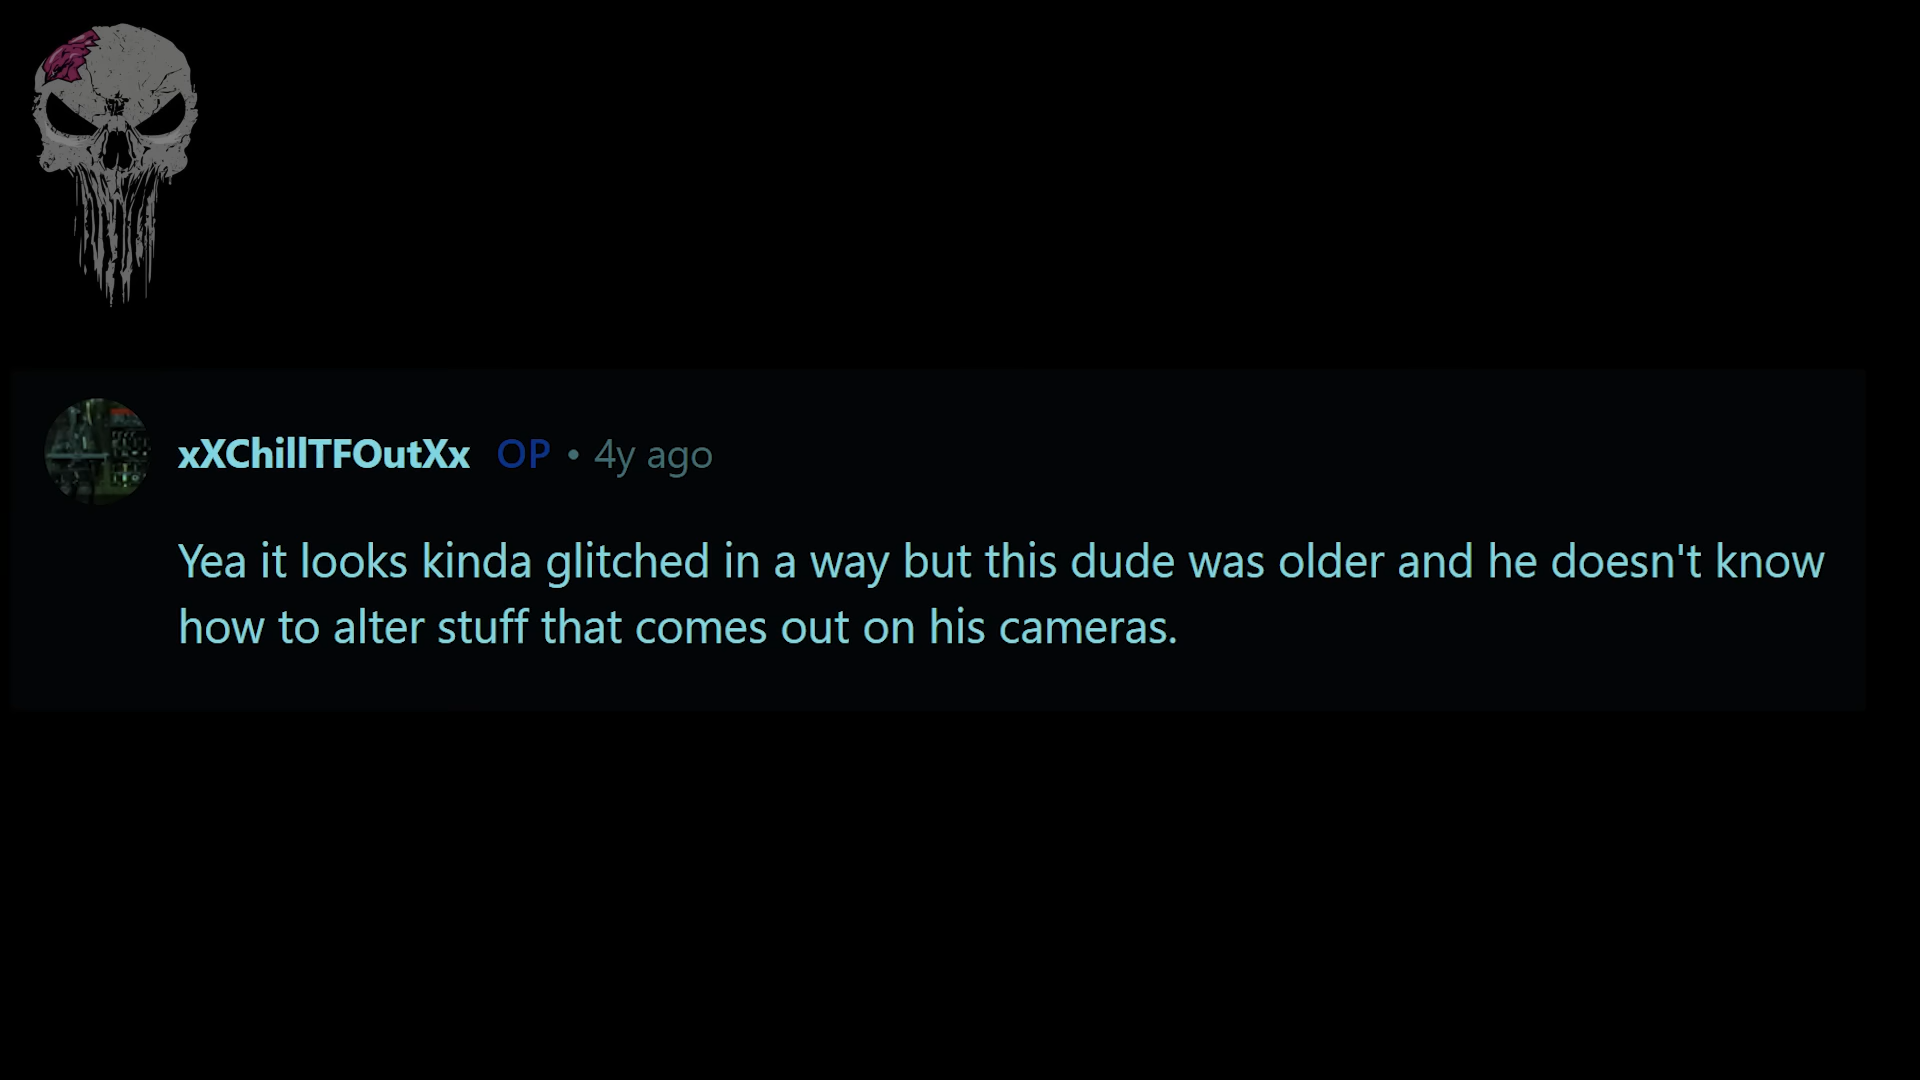 xXChillTFOutXx OP • 4y ago
Yea it looks kinda glitched in a way but this dude was older and he doesn't know
how to alter stuff that comes out on his cameras.